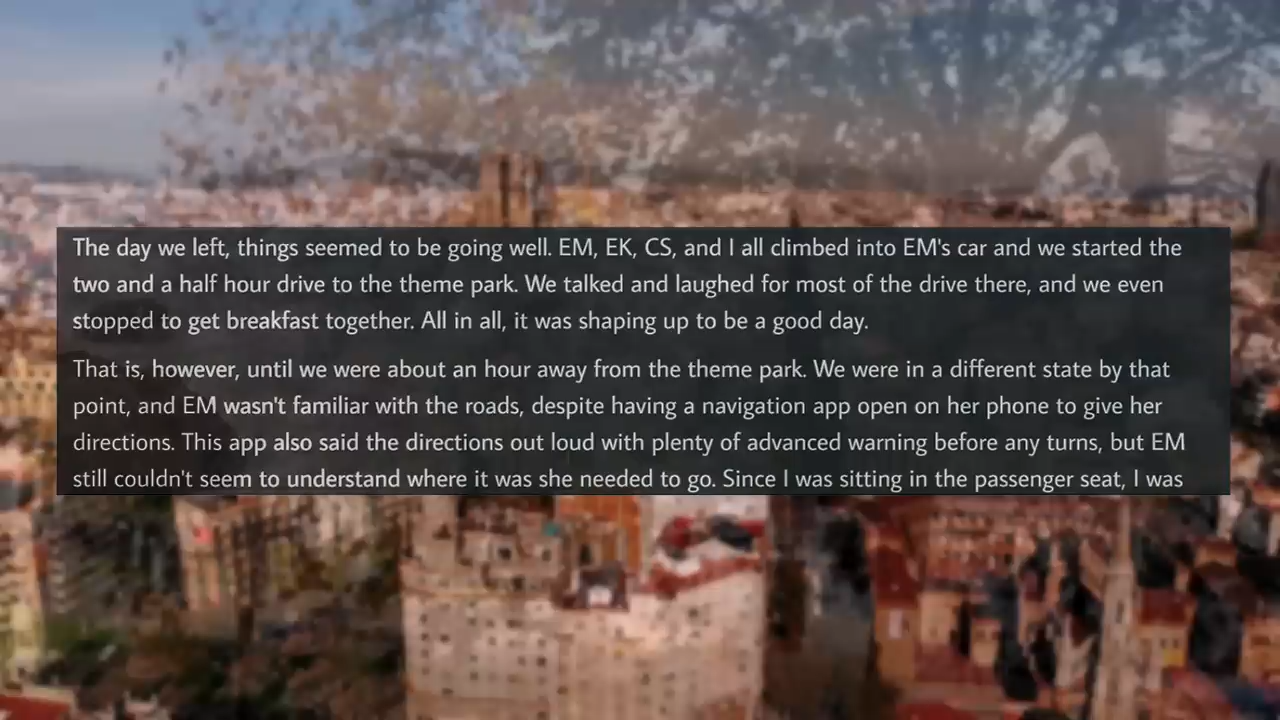 The day we left, things seemed to be going well. EM, EK, CS, and I all climbed into EM's car and we started the
two and a half hour drive to the theme park. We talked and laughed for most of the drive there, and we even
stopped to get breakfast together. All in all, it was shaping up to be a good day.
That is, however, until we were about an hour away from the theme park. We were in a different state by that
point, and EM wasn't familiar with the roads, despite having a navigation app open on her phone to give her
directions. This app also said the directions out loud with plenty of advanced warning before any turns, but EM
still couldn't seem to understand where it was she needed to go. Since I was sitting in the passenger seat, I was